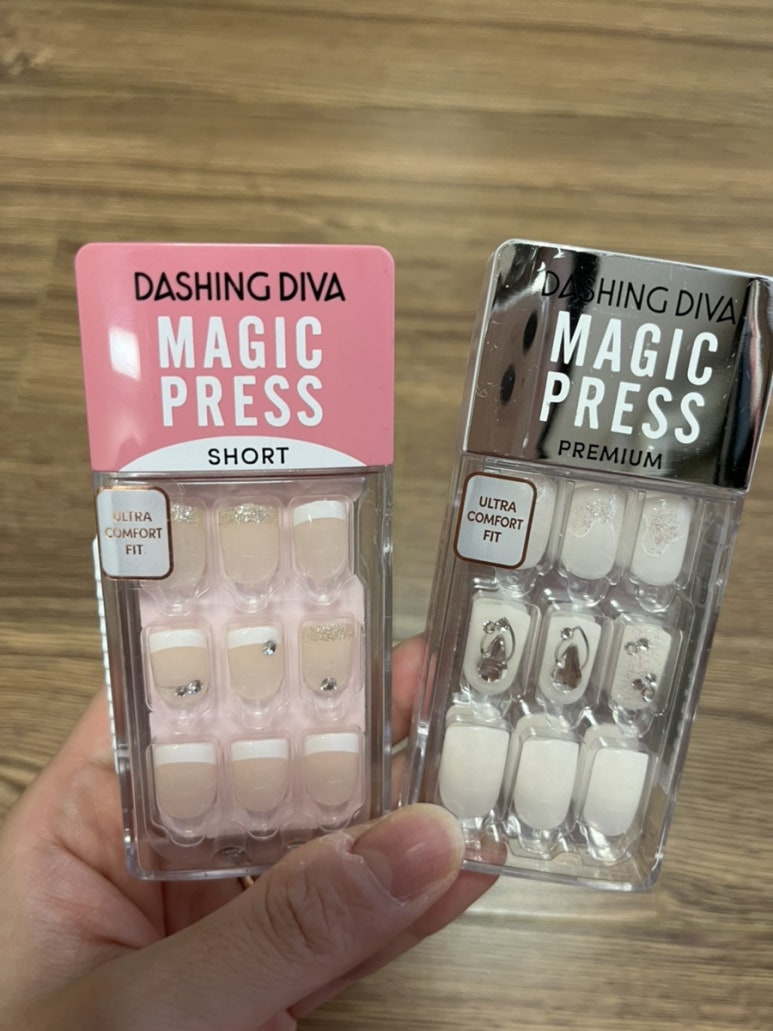 DASHING DIVA
MAGIC
PRESS
SHORT
ULTRA
COMFORT
FIT
DASHING DIVA
MAGIC
PRESS
PREMIUM
ULTRA
COMFORT
FIT